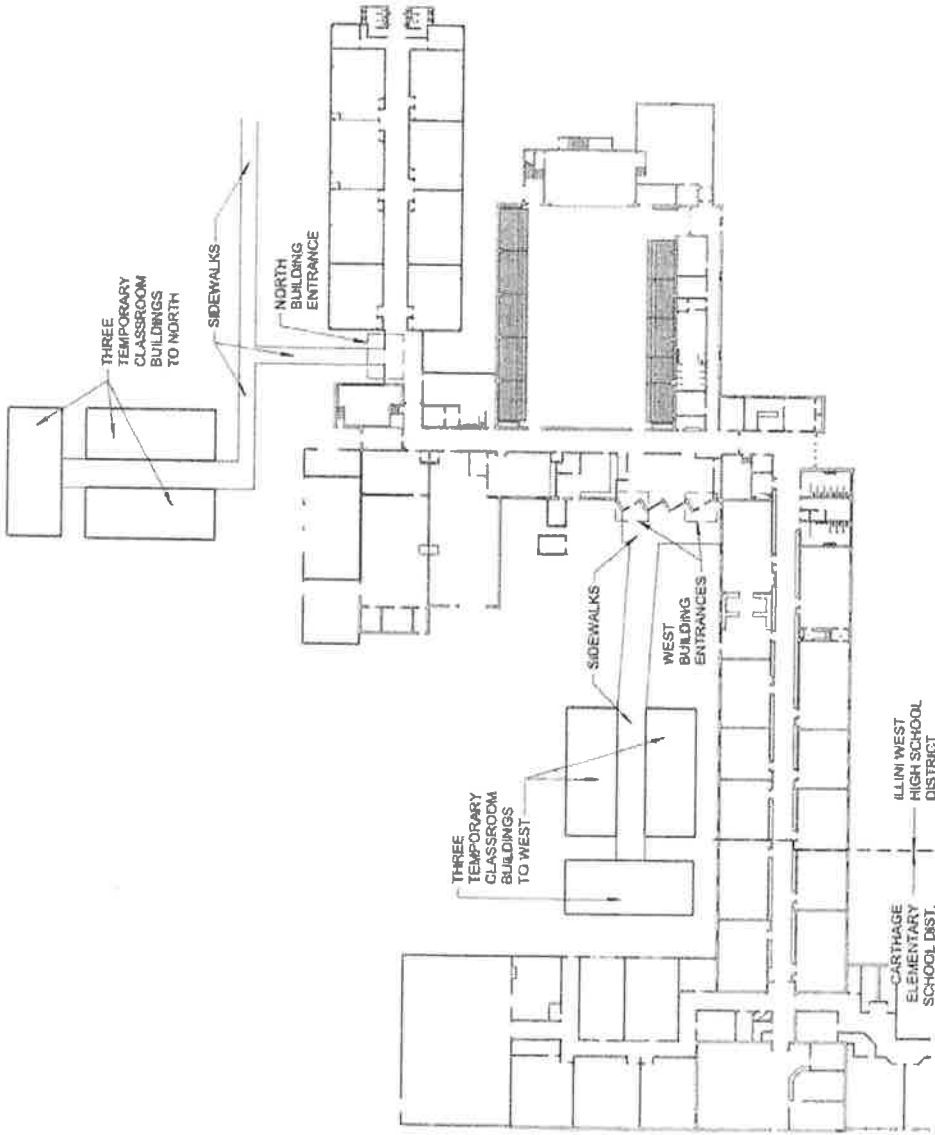 THREE
TEMPORARY
CLASSROOM
BUILDINGS
TO NORTH
SIDEWALKS
NORTH
BUILDING
ENTRANCE
SIDEWALKS
WEST
BUILDING
ENTRANCES
THREE
TEMPORARY
CLASSROOM
BUILDINGS
TO WEST
ILLINI WEST
HIGH SCHOOL
DISTRICT
CARTHAGE
ELEMENTARY
SCHOOL DIST.